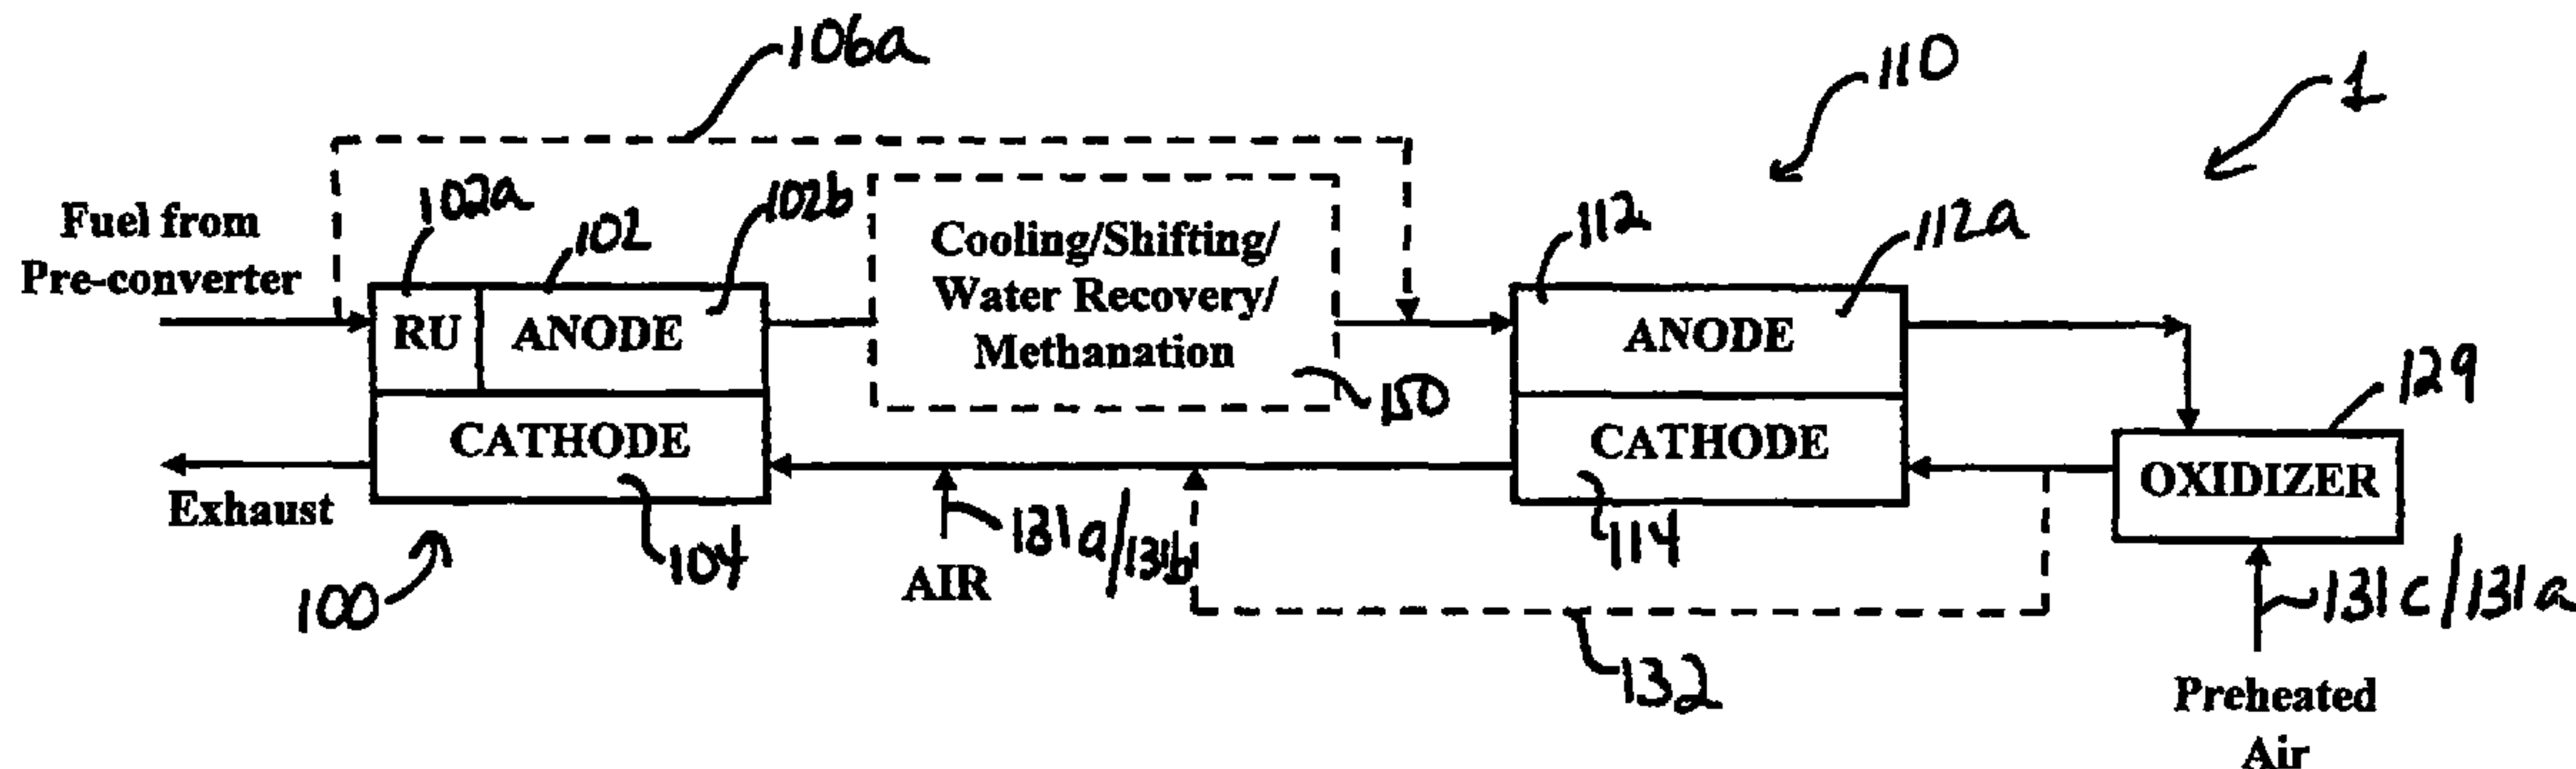 106a
110
1
102a
102
102b
112
112a
Fuel from
Pre-converter
Cooling/Shifting/
Water Recovery/
Methanation
RU
ANODE
ANODE
150
129
CATHODE
CATHODE
OXIDIZER
Exhaust
100
104
AIR
131a/131b
114
132
131c/131a
Preheated
Air